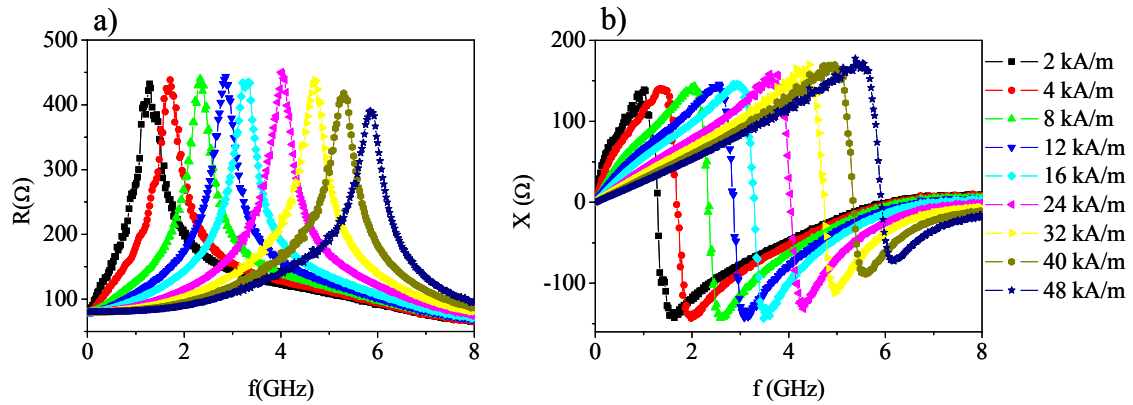 a)
500
400
300
200
100
R(Ω)
0 2 4 6 8
f(GHz)
b)
200
100
0
-100
X (Ω)
0 2 4 6 8
f (GHz)
2 kA/m
4 kA/m
8 kA/m
12 kA/m
16 kA/m
24 kA/m
32 kA/m
40 kA/m
48 kA/m